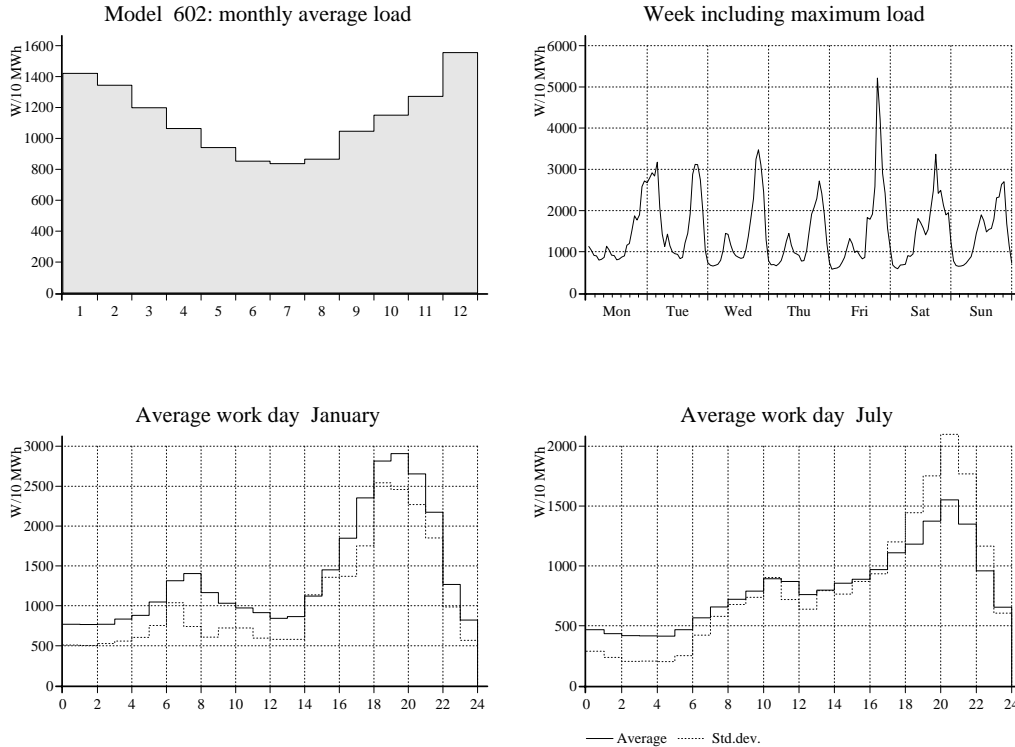 Model 602: monthly average load
W/10 MWh
1600
1400
1200
1000
800
600
400
200
0
1 2 3 4 5 6 7 8 9 10 11 12
Week including maximum load
W/10 MWh
6000
5000
4000
3000
2000
1000
0
Mon Tue Wed Thu Fri Sat Sun
Average work day January
W/10 MWh
3000
2500
2000
1500
1000
500
0
0 2 4 6 8 10 12 14 16 18 20 22 24
Average work day July
W/10 MWh
2000
1500
1000
500
0
0 2 4 6 8 10 12 14 16 18 20 22 24
Average Std.dev.